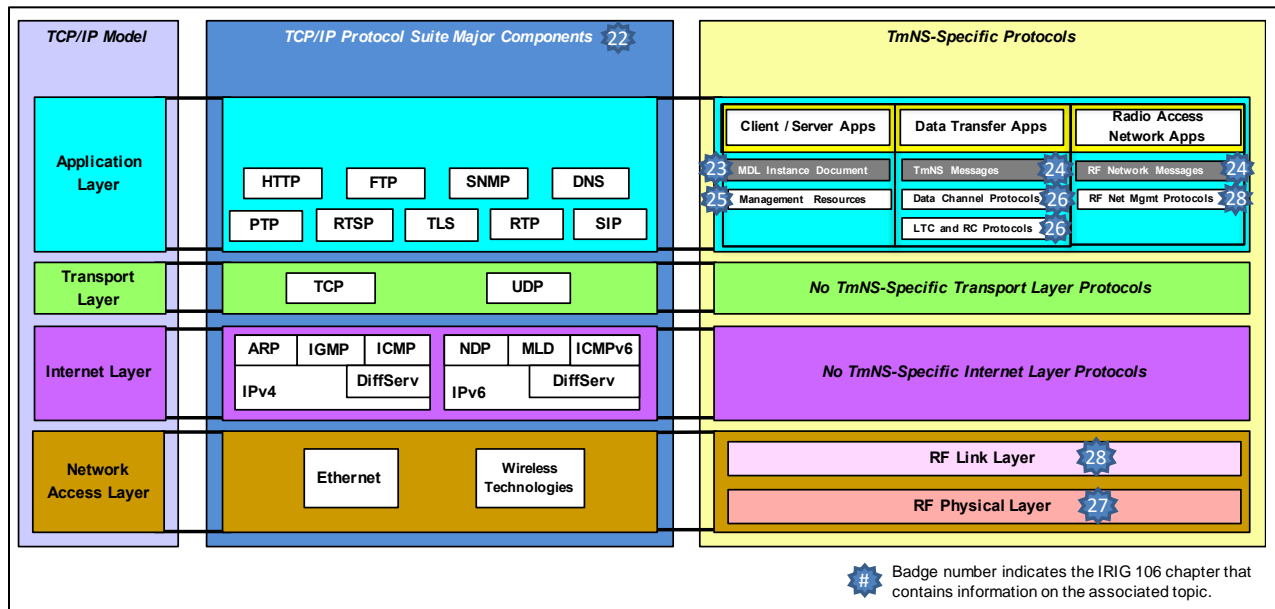 TCP/IP Model
TCP/IP Protocol Suite Major Components 22
TmNS-Specific Protocols
Application
Layer
HTTP
FTP
SNMP
DNS
PTP
RTSP
TLS
RTP
SIP
Client / Server Apps
Data Transfer Apps
Radio Access
Network Apps
23 MDL Instance Document
TmNS Messages 24
RF Network Messages 24
25 Management Resources
Data Channel Protocols 26
RF Net Mgmt Protocols 28
LTC and RC Protocols 26
Transport
Layer
TCP
UDP
No TmNS-Specific Transport Layer Protocols
Internet Layer
ARP
IGMP
ICMP
DiffServ
IPv4
NDP
MLD
ICMPv6
DiffServ
IPv6
No TmNS-Specific Internet Layer Protocols
Network
Access Layer
Ethernet
Wireless
Technologies
RF Link Layer 28
RF Physical Layer 27
# Badge number indicates the IRIG 106 chapter that
contains information on the associated topic.